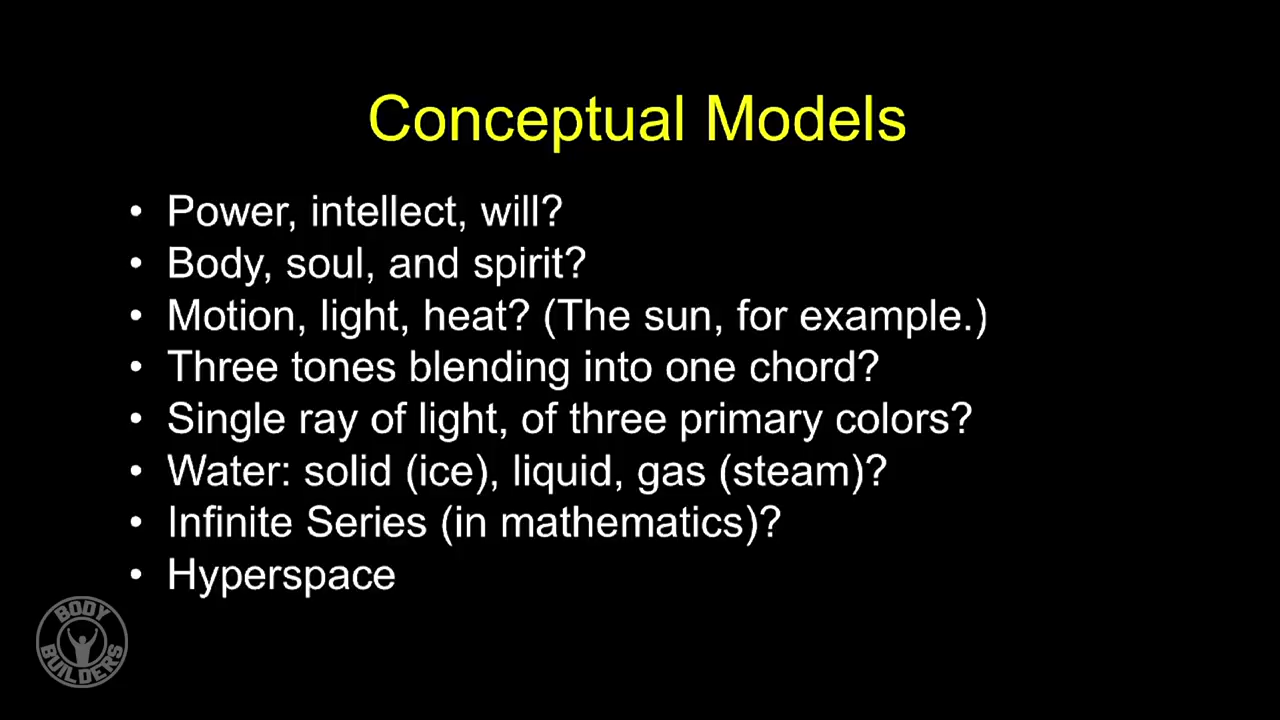 Conceptual Models
• Power, intellect, will?
• Body, soul, and spirit?
• Motion, light, heat? (The sun, for example.)
• Three tones blending into one chord?
• Single ray of light, of three primary colors?
• Water: solid (ice), liquid, gas (steam)?
• Infinite Series (in mathematics)?
• Hyperspace
BODY
BUILDERS